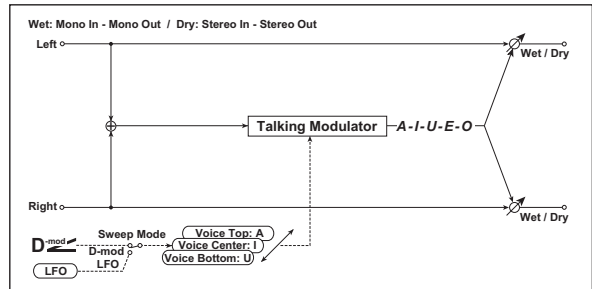 Wet: Mono In - Mono Out / Dry: Stereo In - Stereo Out
Left
Wet / Dry
Talking Modulator
A-I-U-E-O
Right
Wet / Dry
Sweep Mode
Voice Top: A
D-mod
D-mod
Voice Center: I
LFO
Voice Bottom: U
LFO